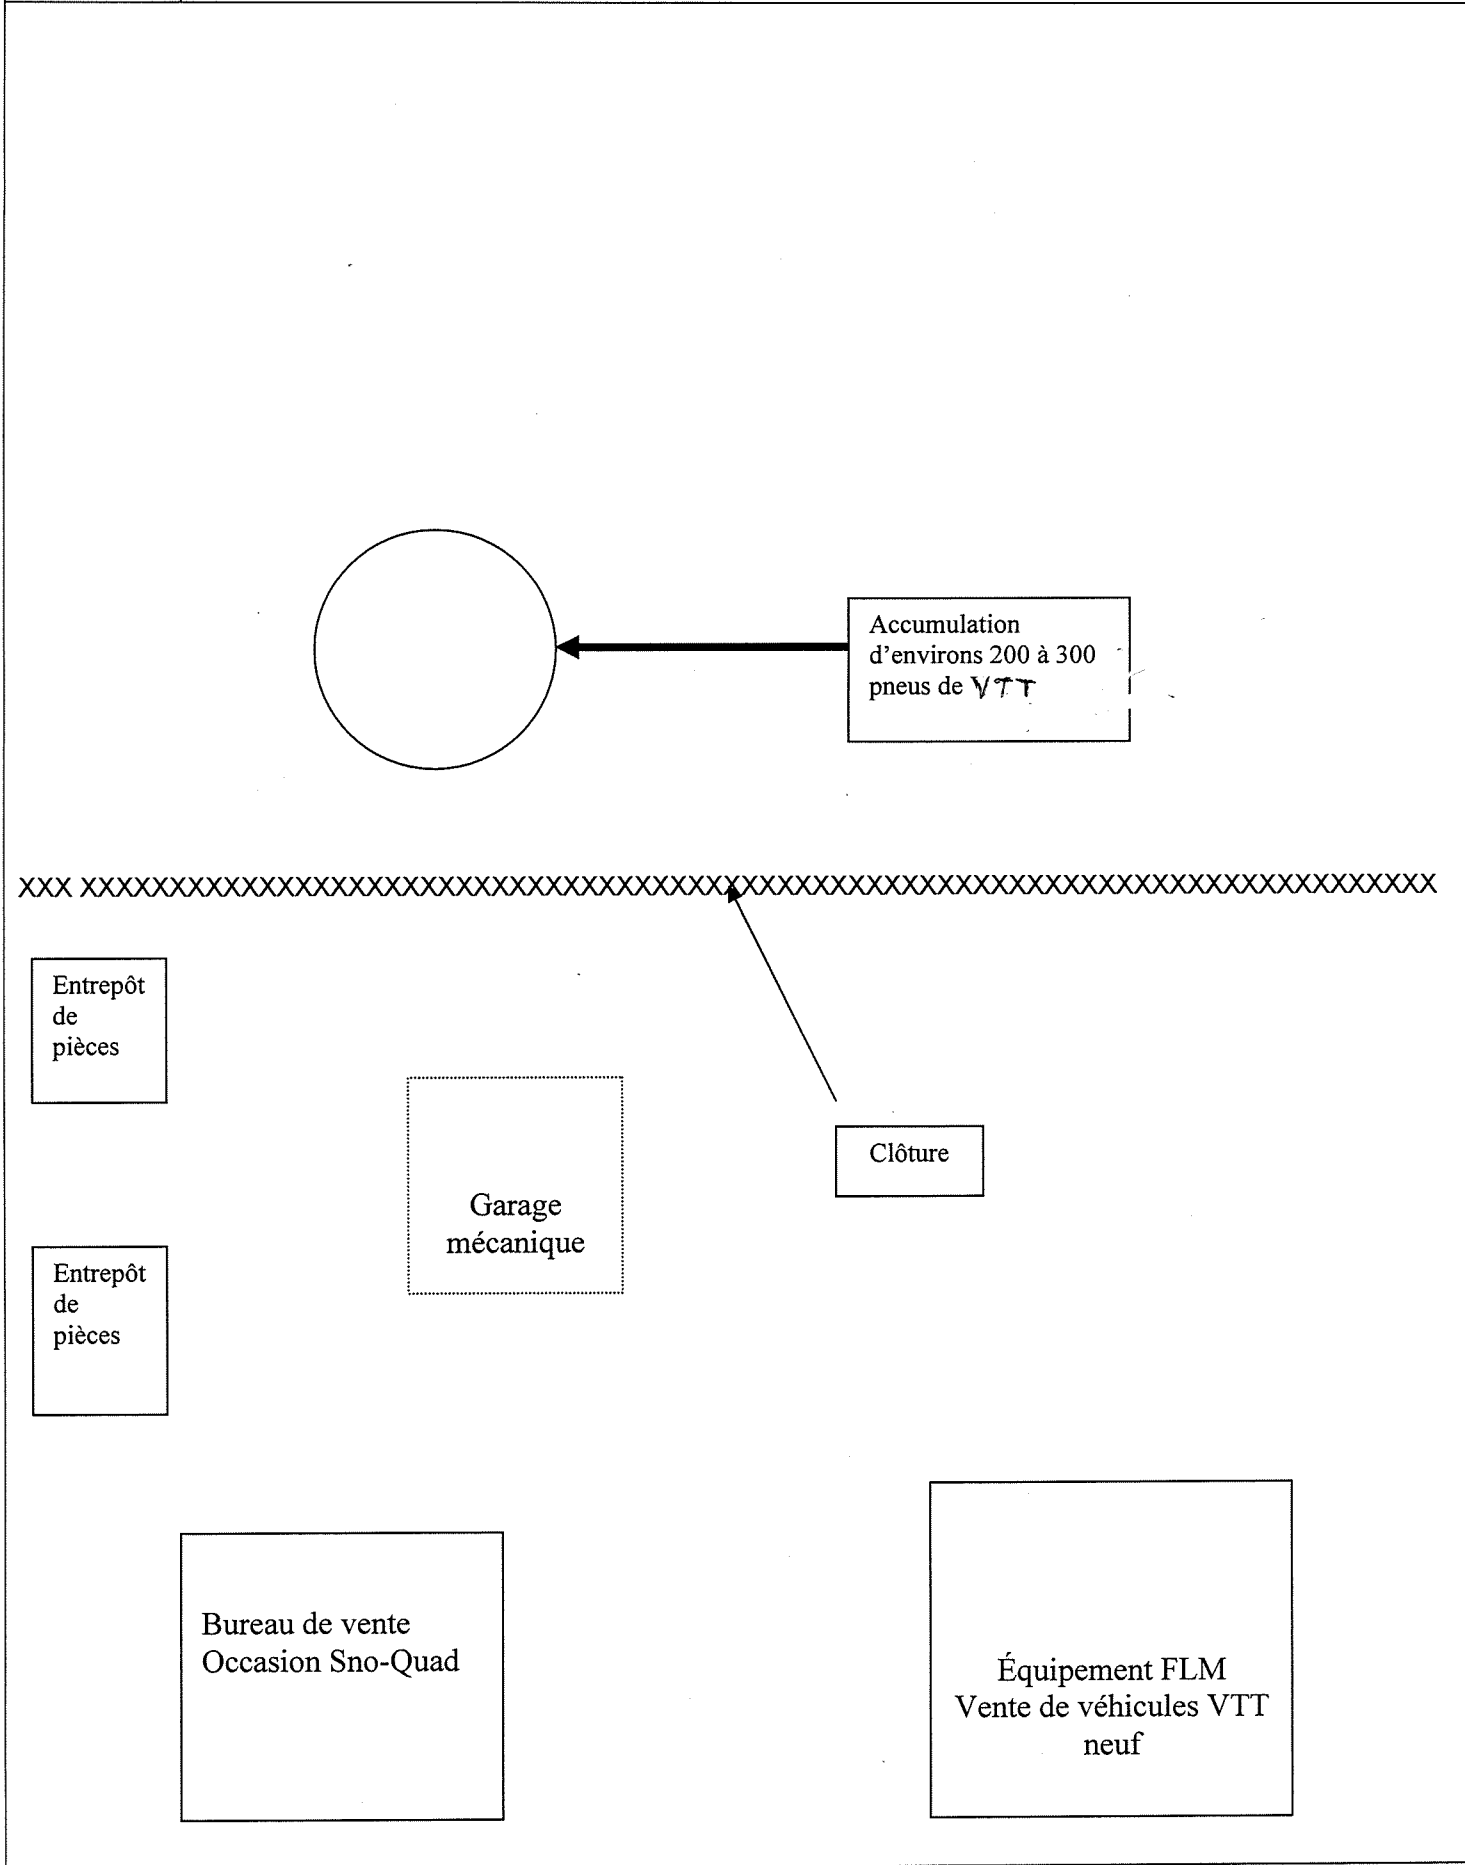 Accumulation
d'environs 200 à 300
pneus de VTT
XXX XXXXXXXXXXXXXXXXXXXXXXXXXXXXXXXXXXXXXXXXXXXXXXXXXXXXXXXXXXXXXXXXXXXXXXXXXXX
Entrepôt
de
pièces
Clôture
Garage
mécanique
Entrepôt
de
pièces
Bureau de vente
Occasion Sno-Quad
Équipement FLM
Vente de véhicules VTT
neuf